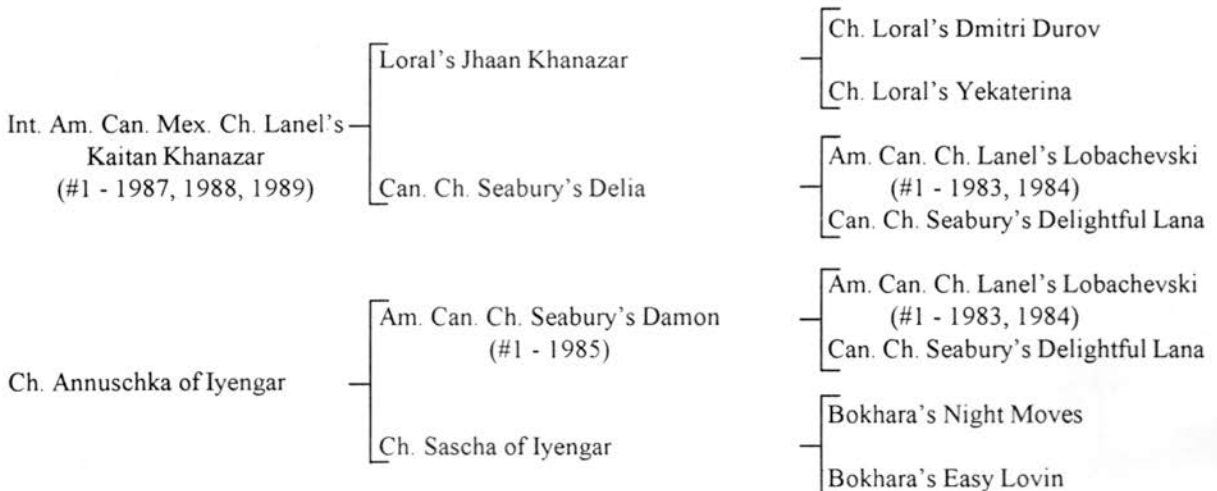 Int. Am. Can. Mex. Ch. Lanel's
Kaitan Khanazar
(#1 - 1987, 1988, 1989)
Loral's Jhaan Khanazar
Ch. Loral's Dmitri Durov
Ch. Loral's Yekaterina
Can. Ch. Seabury's Delia
Am. Can. Ch. Lanel's Lobachevski
(#1 - 1983, 1984)
Can. Ch. Seabury's Delightful Lana
Ch. Annuschka of Iyengar
Am. Can. Ch. Seabury's Damon
(#1 - 1985)
Am. Can. Ch. Lanel's Lobachevski
(#1 - 1983, 1984)
Can. Ch. Seabury's Delightful Lana
Ch. Sascha of Iyengar
Bokhara's Night Moves
Bokhara's Easy Lovin